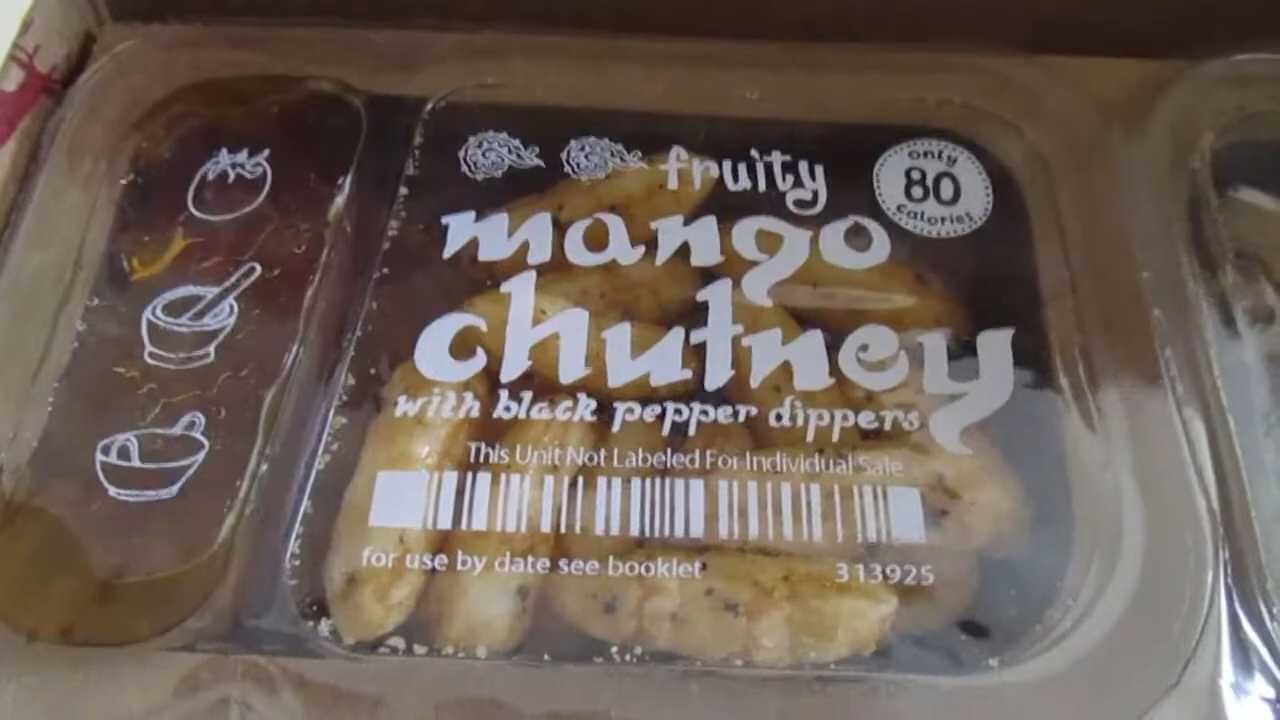 fruity
only
80
calories
mango
chutney
with black pepper dippers
This Unit Not Labeled For Individual Sale
for use by date see booklet
313925